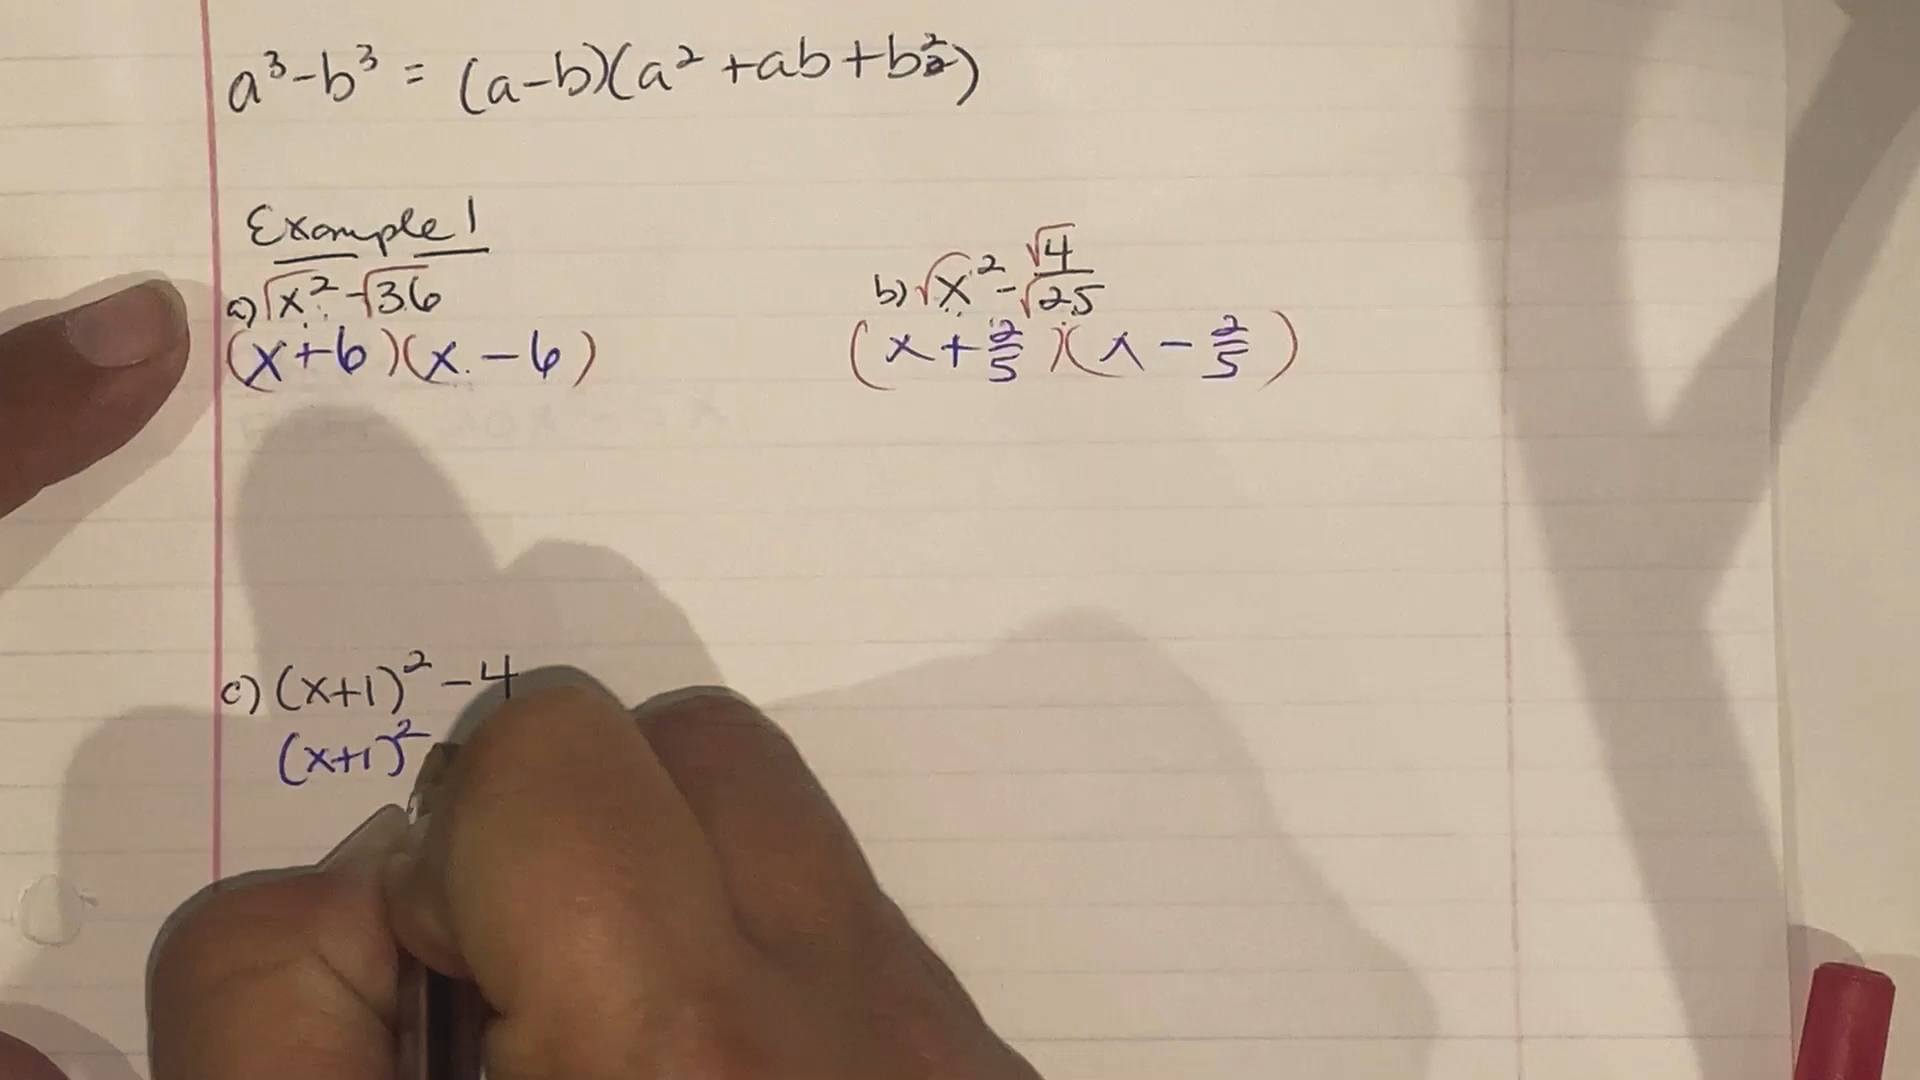 a³-b³ = (a-b)(a² +ab+b²)
Example 1
a) √x² - √36
(x+6)(x-6)
b) √x² - √4/√25
(x+2/5)(x-2/5)
c) (x+1)² - 4
(x+1)²